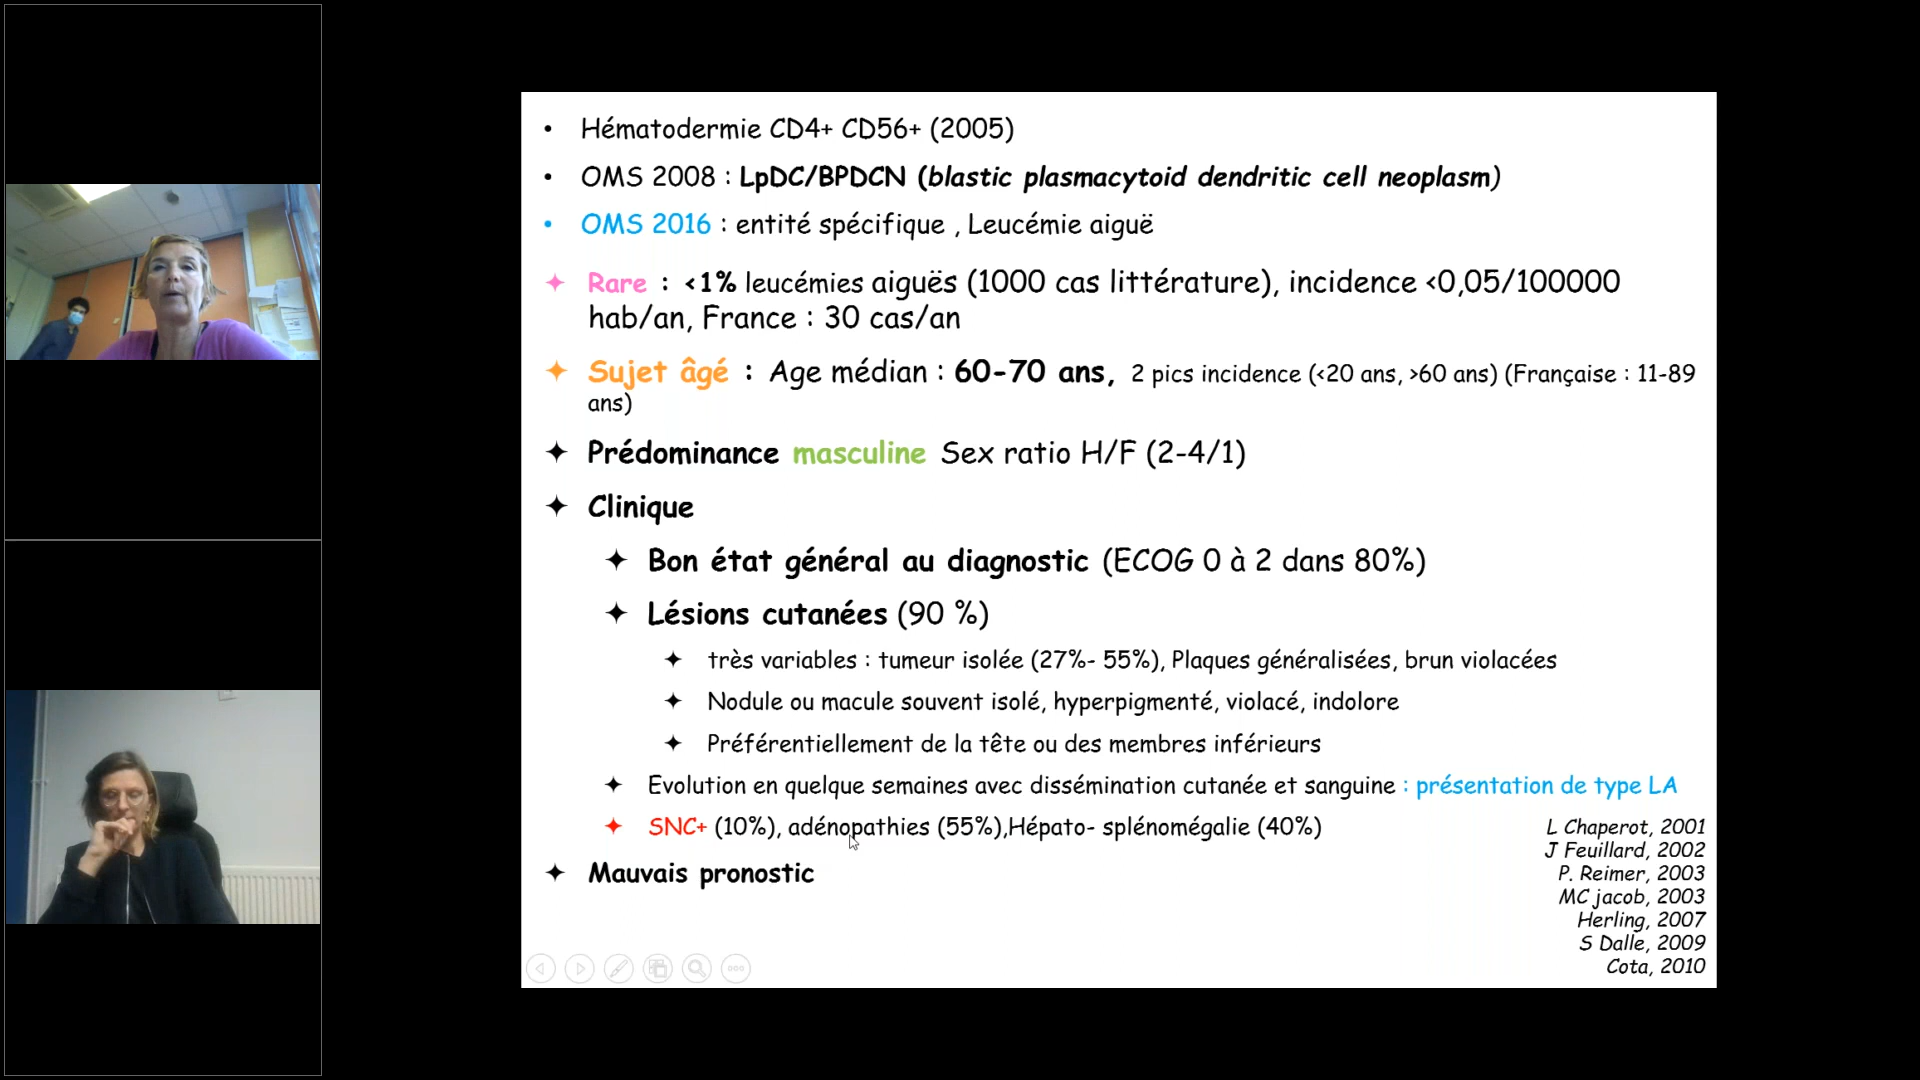 Hématodermie CD4+ CD56+ (2005)
OMS 2008 : LpDC/BPDCN (blastic plasmacytoid dendritic cell neoplasm)
OMS 2016 : entité spécifique , Leucémie aiguë
Rare : <1% leucémies aiguës (1000 cas littérature), incidence <0,05/100000
hab/an, France : 30 cas/an
Sujet âgé : Age médian : 60-70 ans, 2 pics incidence (<20 ans, >60 ans) (Française : 11-89
ans)
Prédominance masculine Sex ratio H/F (2-4/1)
Clinique
Bon état général au diagnostic (ECOG 0 à 2 dans 80%)
Lésions cutanées (90 %)
très variables : tumeur isolée (27%- 55%), Plaques généralisées, brun violacées
Nodule ou macule souvent isolé, hyperpigmenté, violacé, indolore
Préférentiellement de la tête ou des membres inférieurs
Evolution en quelque semaines avec dissémination cutanée et sanguine : présentation de type LA
SNC+ (10%), adénopathies (55%),Hépato- splénomégalie (40%)
Mauvais pronostic
L Chaperot, 2001
J Feuillard, 2002
P. Reimer, 2003
MC jacob, 2003
Herling, 2007
S Dalle, 2009
Cota, 2010